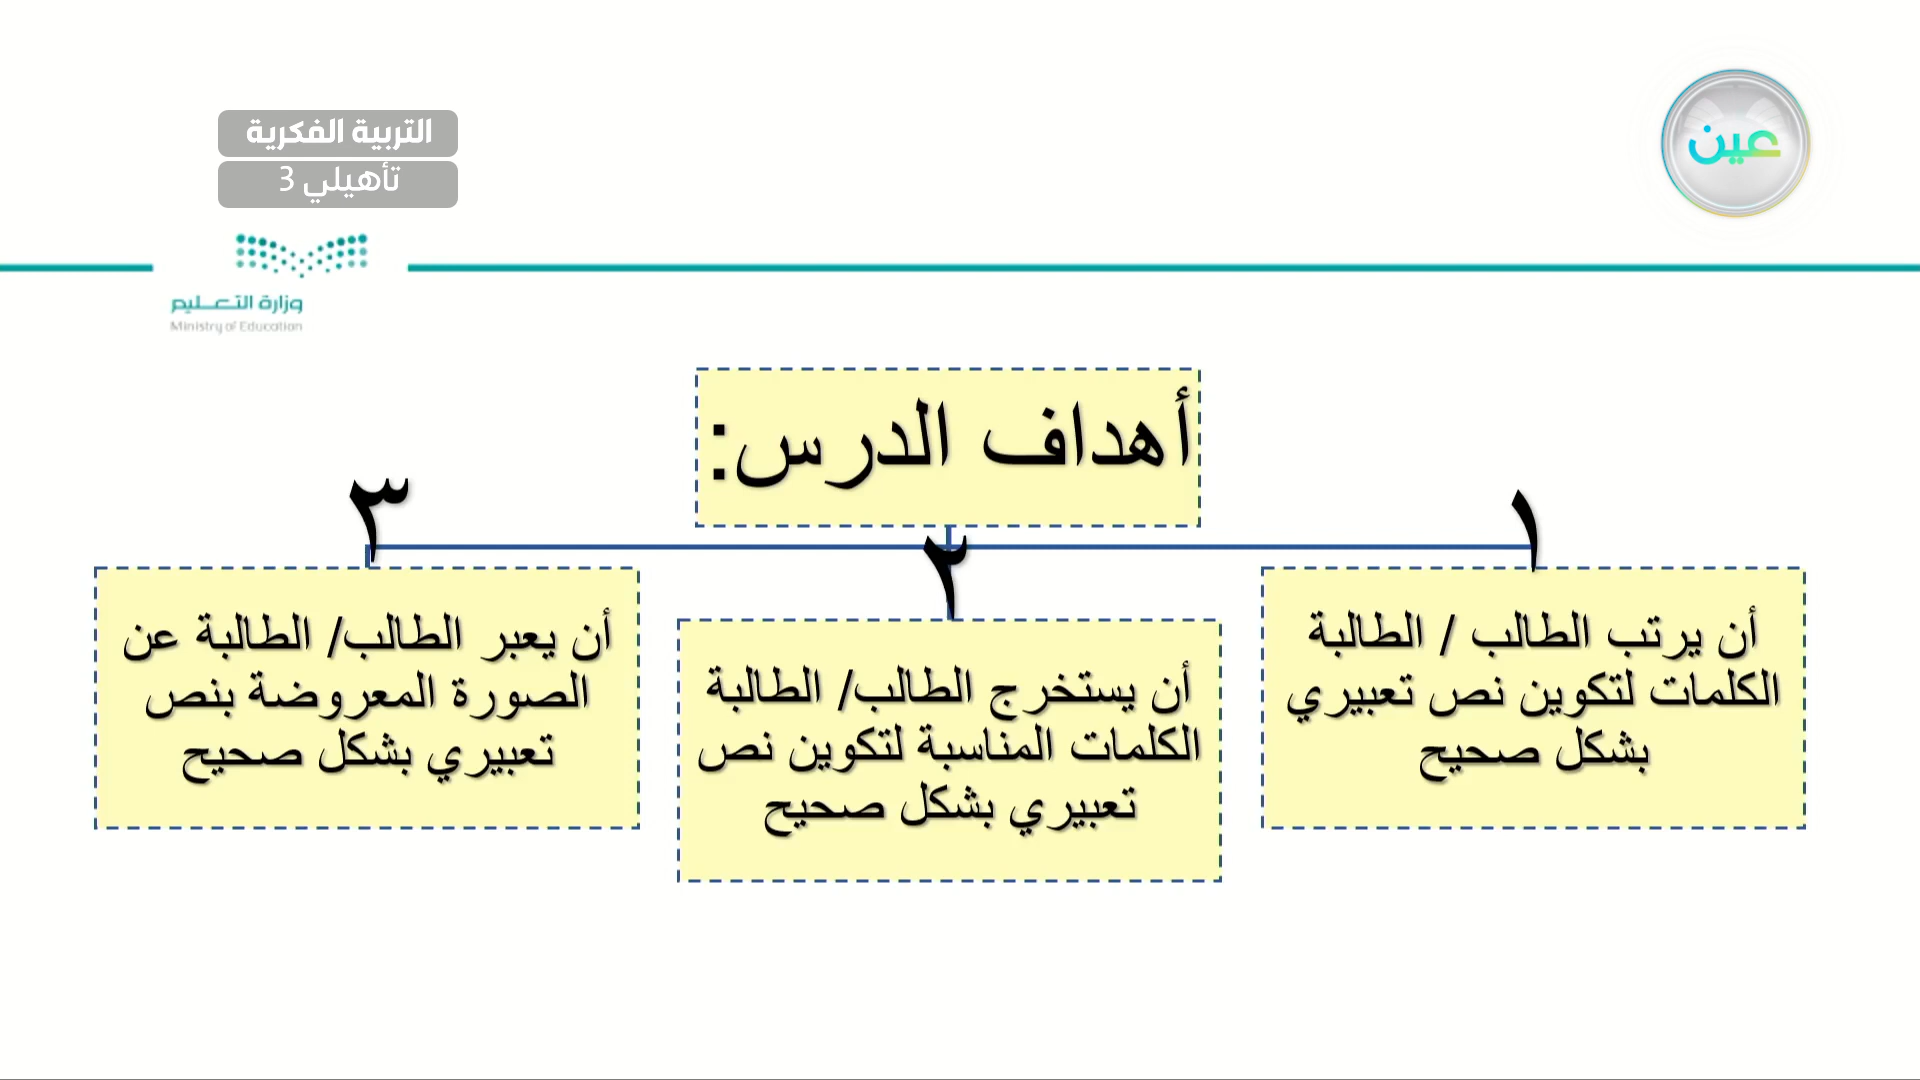 عين
التربية الفكرية
تأهيلي 3
وزارة التعليم
Ministry of Education
أهداف الدرس:
١
أن يرتب الطالب / الطالبة
الكلمات لتكوين نص تعبيري
بشكل صحيح
٢
أن يستخرج الطالب/ الطالبة
الكلمات المناسبة لتكوين نص
تعبيري بشكل صحيح
٣
أن يعبر الطالب/ الطالبة عن
الصورة المعروضة بنص
تعبيري بشكل صحيح